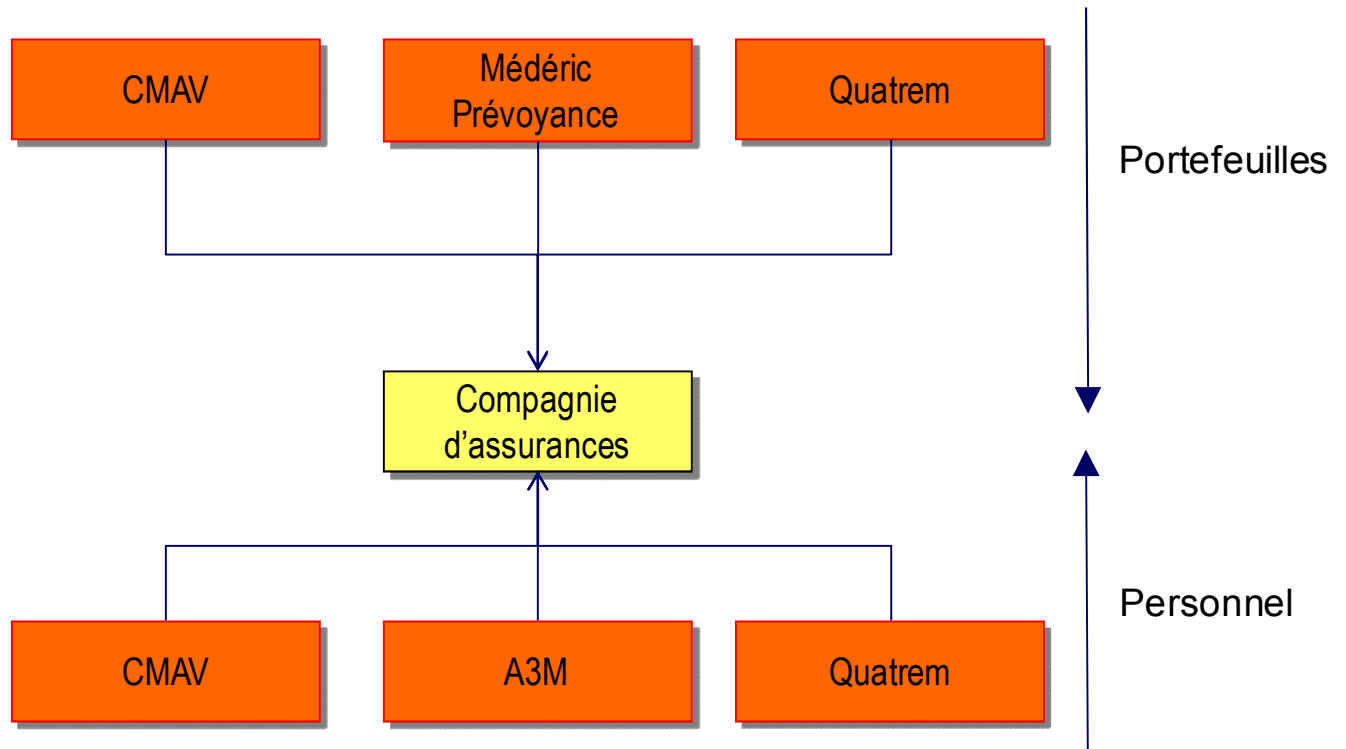 CMAV
Médéric
Prévoyance
Quatrem
Portefeuilles
Compagnie
d’assurances
Personnel
CMAV
A3M
Quatrem